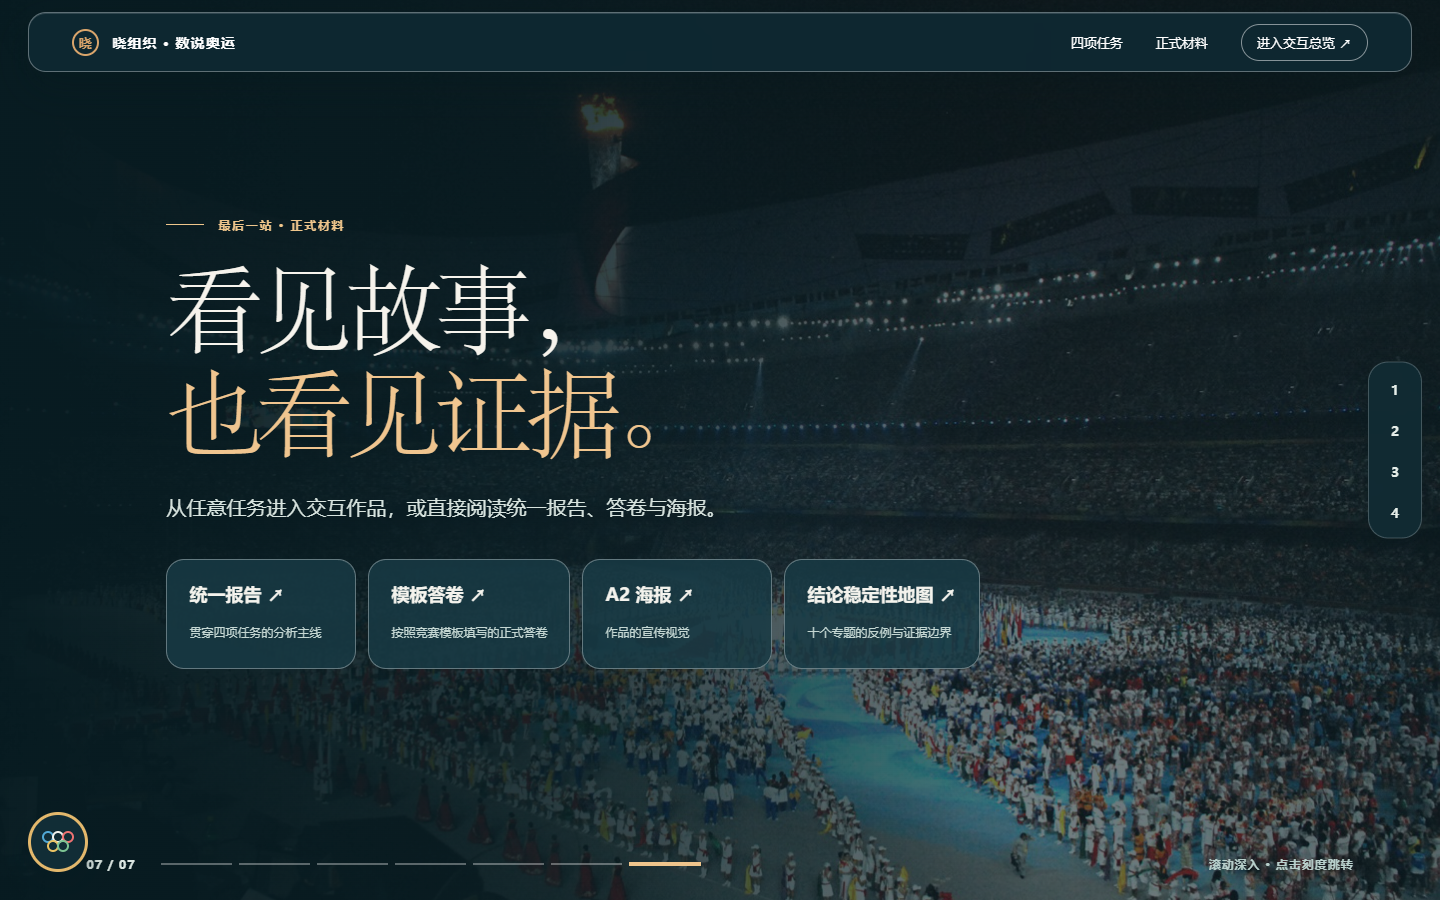 晓 晓组织 • 数说奥运
四项任务 正式材料 进入交互总览 ↗
最后一站 • 正式材料
看见故事，
也看见证据。
从任意任务进入交互作品，或直接阅读统一报告、答卷与海报。
统一报告 ↗
贯穿四项任务的分析主线
模板答卷 ↗
按照竞赛模板填写的正式答卷
A2 海报 ↗
作品的宣传视觉
结论稳定性地图 ↗
十个专题的反例与证据边界
1
2
3
4
07 / 07
滚动深入 • 点击刻度跳转